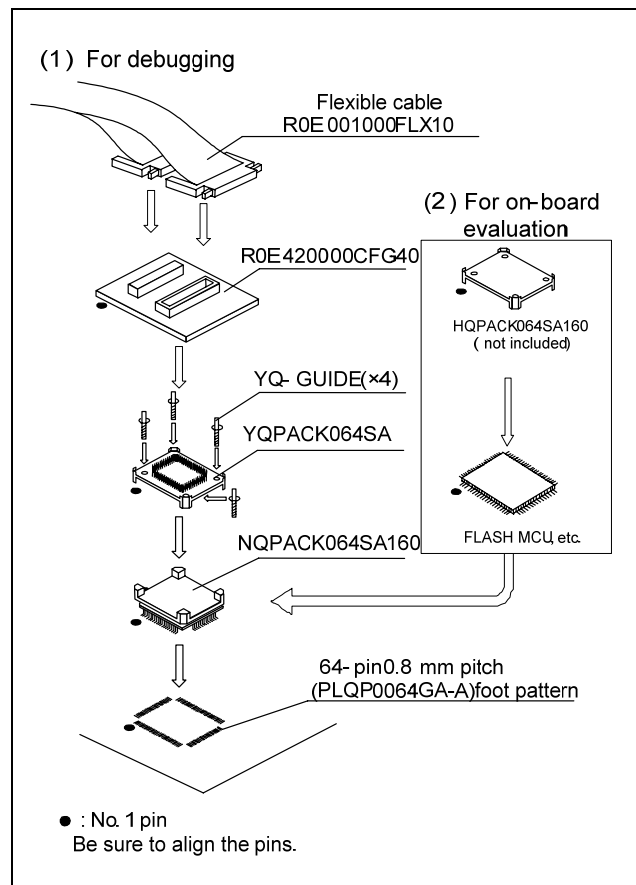 (1) For debugging
Flexible cable
R0E001000FLX10
(2) For on-board
evaluation
R0E420000CFG40
HQPACK064SA160
( not included)
YQ- GUIDE(×4)
YQPACK064SA
FLASH MCU, etc.
NQPACK064SA160
64-pin0.8 mm pitch
(PLQP0064GA-A)foot pattern
● : No. 1 pin
Be sure to align the pins.